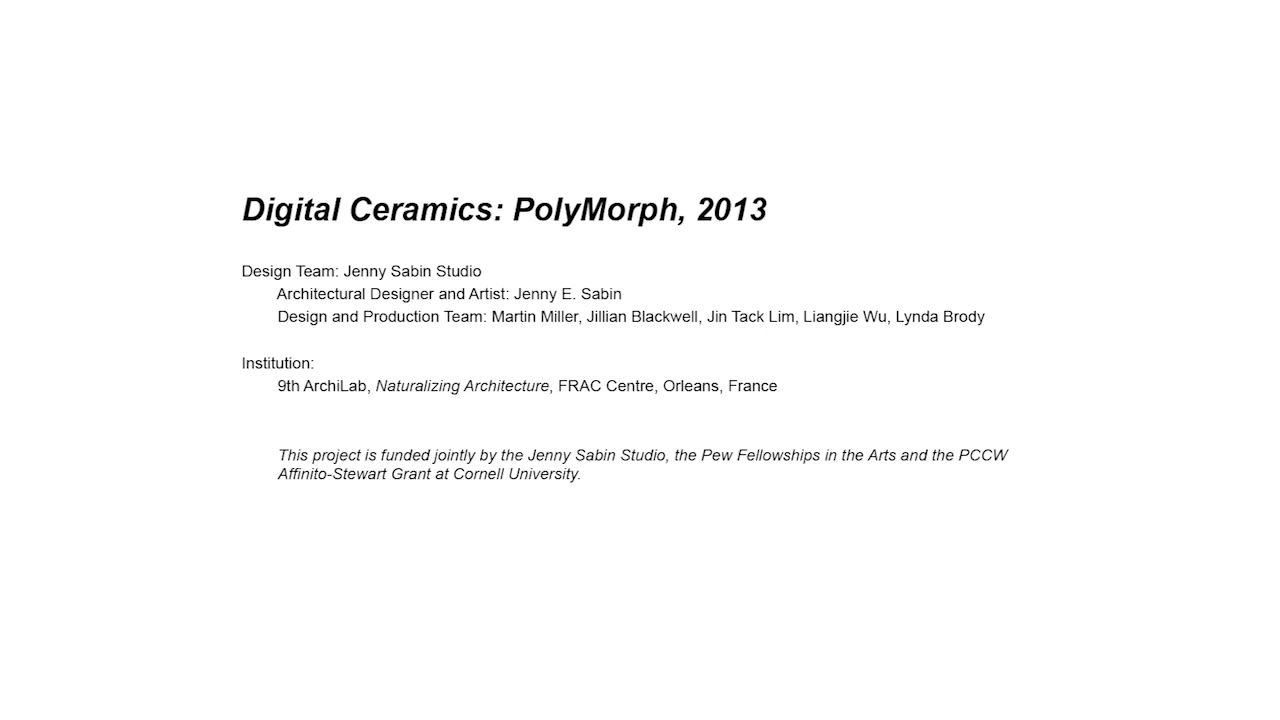 Digital Ceramics: PolyMorph, 2013
Design Team: Jenny Sabin Studio
Architectural Designer and Artist: Jenny E. Sabin
Design and Production Team: Martin Miller, Jillian Blackwell, Jin Tack Lim, Liangjie Wu, Lynda Brody
Institution:
9th ArchiLab, Naturalizing Architecture, FRAC Centre, Orleans, France
This project is funded jointly by the Jenny Sabin Studio, the Pew Fellowships in the Arts and the PCCW
Affinito-Stewart Grant at Cornell University.